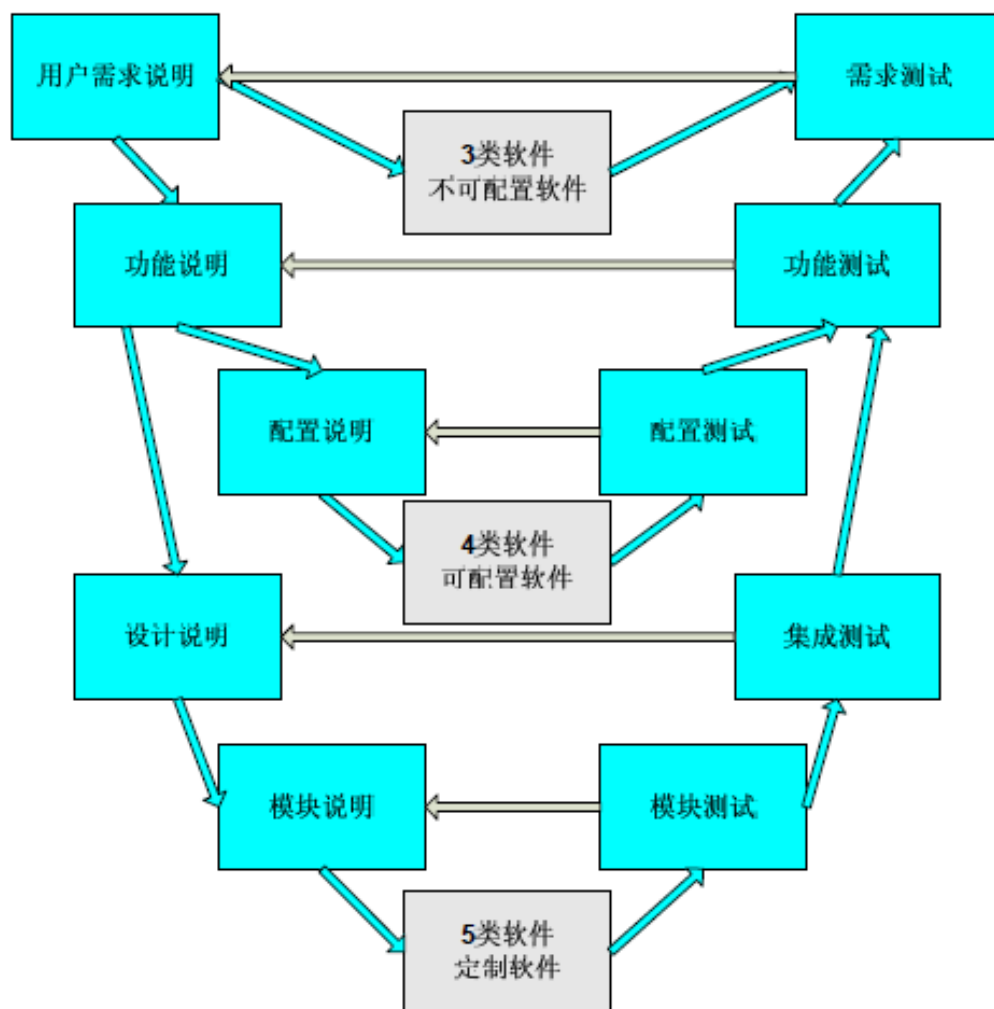 用户需求说明
需求测试
3类软件
不可配置软件
功能说明
功能测试
配置说明
配置测试
4类软件
可配置软件
设计说明
集成测试
模块说明
模块测试
5类软件
定制软件